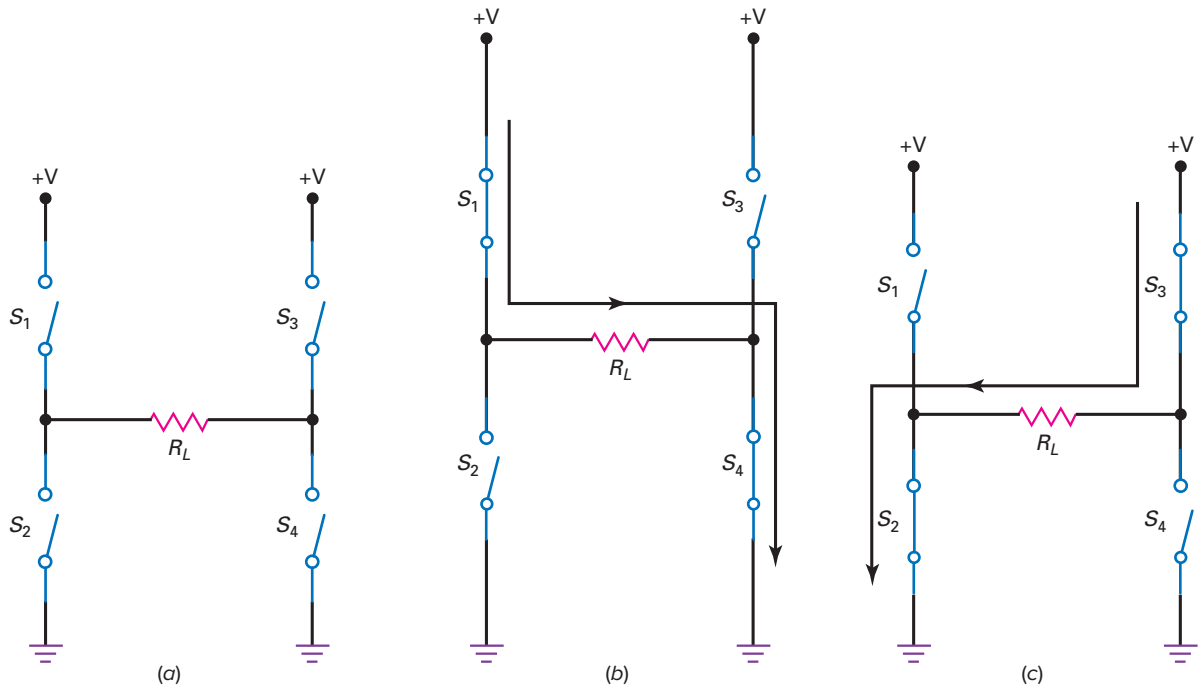 +V +V
S1 S3
RL
S2 S4
(a)
+V +V
S1 S3
RL
S2 S4
(b)
+V +V
S1 S3
RL
S2 S4
(c)